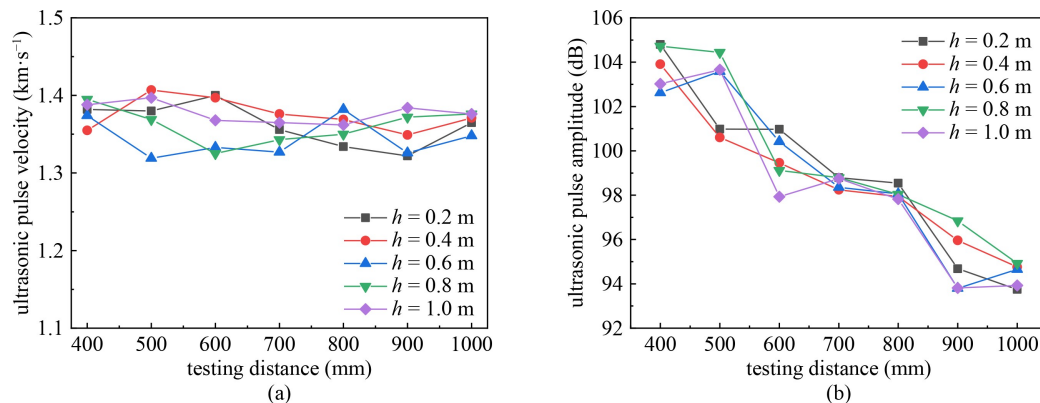 1.5
1.4
1.3
1.2
1.1
ultrasonic pulse velocity (km·s⁻¹)
h = 0.2 m
h = 0.4 m
h = 0.6 m
h = 0.8 m
h = 1.0 m
400 500 600 700 800 900 1000
testing distance (mm)
(a)
106
104
102
100
98
96
94
92
ultrasonic pulse amplitude (dB)
h = 0.2 m
h = 0.4 m
h = 0.6 m
h = 0.8 m
h = 1.0 m
400 500 600 700 800 900 1000
testing distance (mm)
(b)